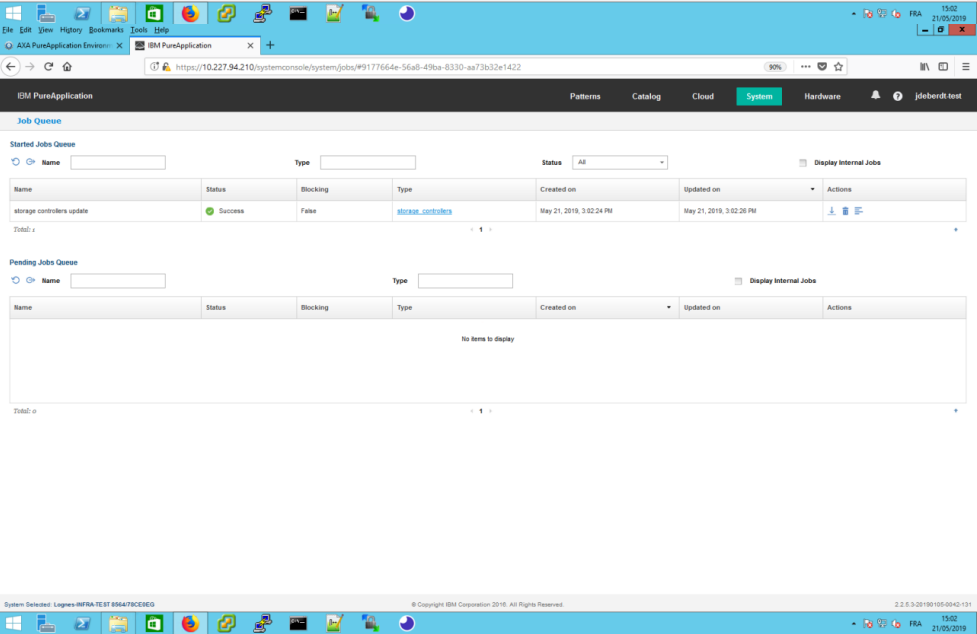 FRA
15:02
21/05/2019
File Edit View History Bookmarks Tools Help
AXA PureApplication Environm
IBM PureApplication
https://10.227.94.210/systemconsole/system/jobs/#9177664e-56a8-49ba-8330-aa73b32e1422
90%
IBM PureApplication Patterns Catalog Cloud System Hardware jdeberdt-test
Job Queue
Started Jobs Queue
Name Type Status All Display Internal Jobs
Name Status Blocking Type Created on Updated on Actions
storage controllers update Success False storage_controllers May 21, 2019, 3:02:24 PM May 21, 2019, 3:02:26 PM
Total: 1 1
Pending Jobs Queue
Name Type Display Internal Jobs
Name Status Blocking Type Created on Updated on Actions
No items to display
Total: 0 1
System Selected: Lognes-INFRA-TEST 8564/78CE0EG © Copyright IBM Corporation 2016. All Rights Reserved. 2.2.5.3-20190105-0042-131
FRA
15:02
21/05/2019